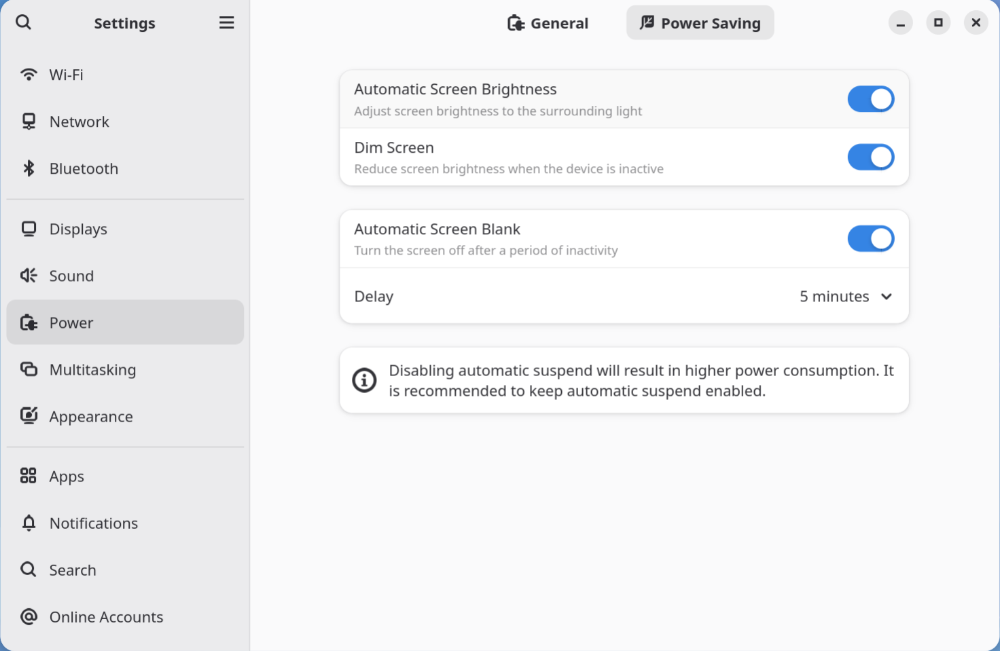 Settings
General
Power Saving
Wi-Fi
Network
Bluetooth
Displays
Sound
Power
Multitasking
Appearance
Apps
Notifications
Search
Online Accounts
Automatic Screen Brightness
Adjust screen brightness to the surrounding light
Dim Screen
Reduce screen brightness when the device is inactive
Automatic Screen Blank
Turn the screen off after a period of inactivity
Delay
5 minutes
Disabling automatic suspend will result in higher power consumption. It
is recommended to keep automatic suspend enabled.